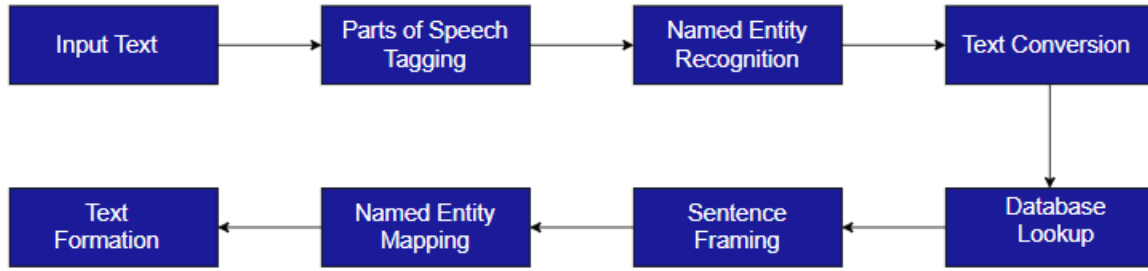 Input Text
Parts of Speech
Tagging
Named Entity
Recognition
Text Conversion
Database
Lookup
Sentence
Framing
Named Entity
Mapping
Text
Formation